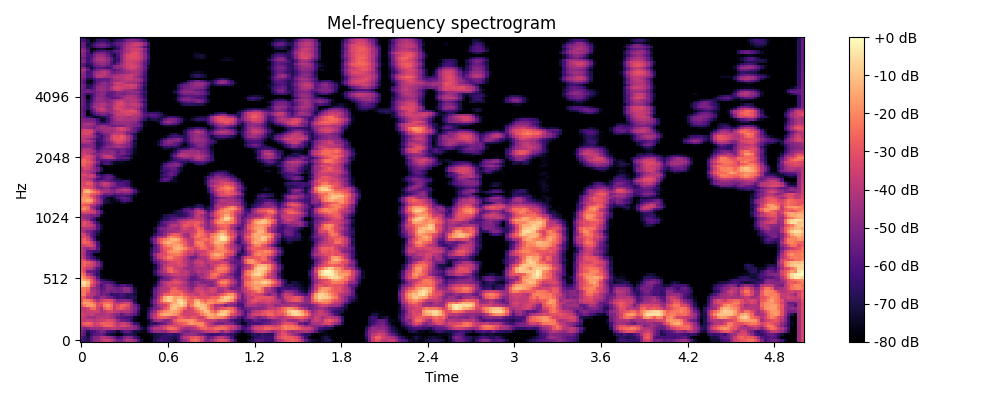 Mel-frequency spectrogram
+0 dB
4096
-10 dB
-20 dB
2048
-30 dB
Hz
-40 dB
1024
-50 dB
512
-60 dB
-70 dB
0
-80 dB
0 0.6 1.2 1.8 2.4 3 3.6 4.2 4.8
Time